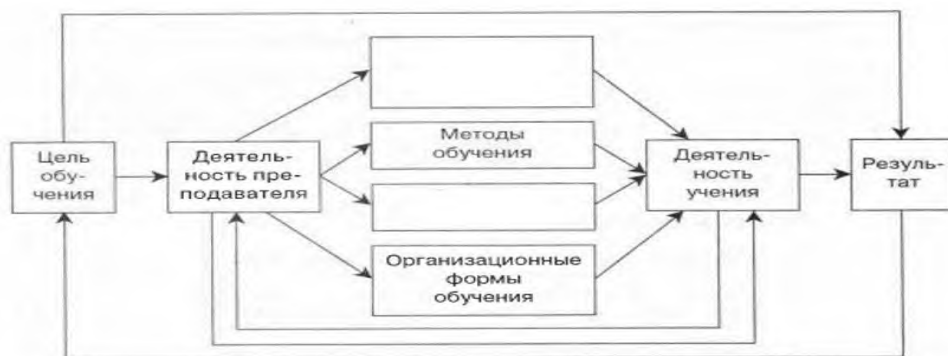 Цель
обу-
чения
Деятель-
ность пре-
подавателя
Методы
обучения
Организационные
формы
обучения
Деятель-
ность
учения
Резуль-
тат